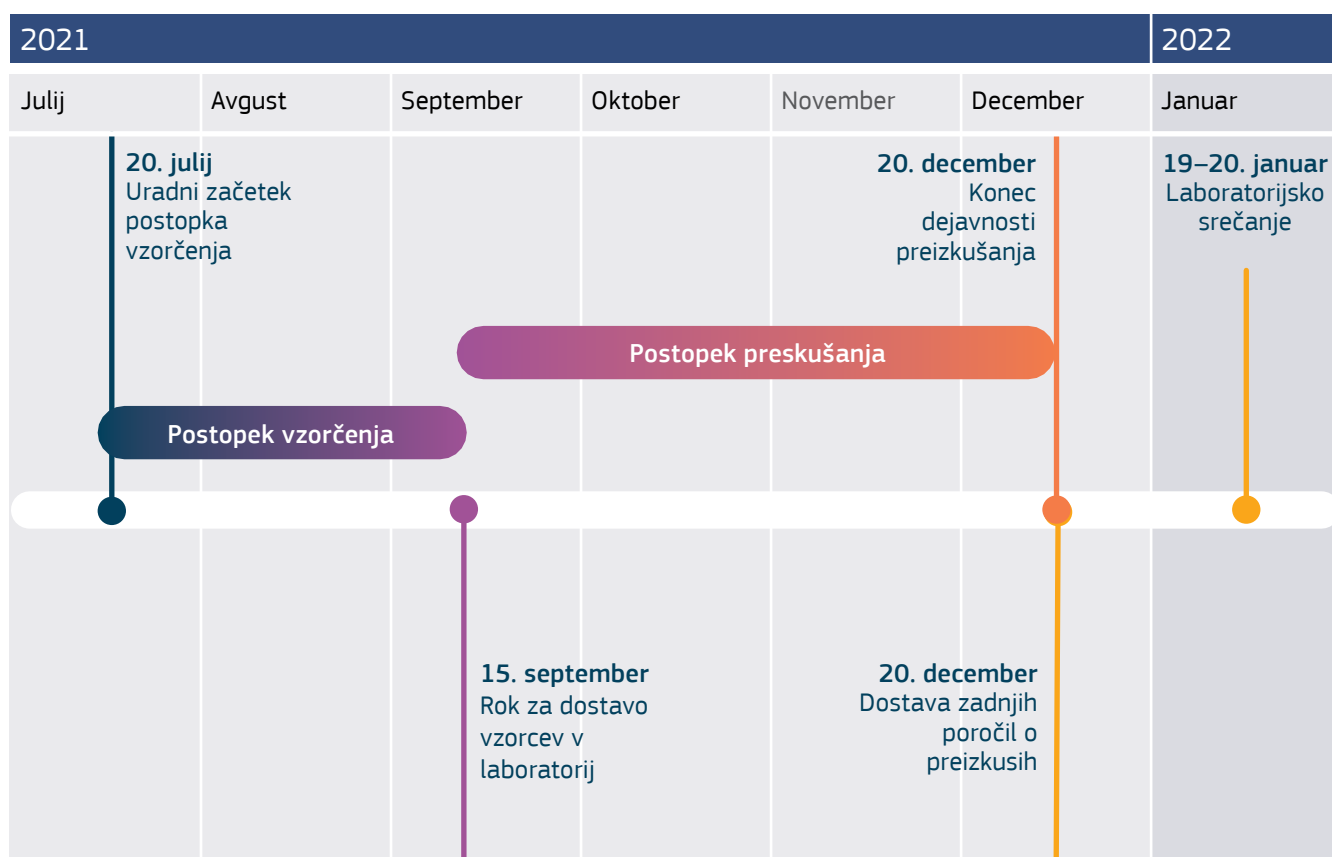 2021
2022
Julij
Avgust
September
Oktober
November
December
Januar
20. julij
Uradni začetek
postopka
vzorčenja
20. december
Konec
dejavnosti
preizkušanja
19–20. januar
Laboratorijsko
srečanje
Postopek preskušanja
Postopek vzorčenja
15. september
Rok za dostavo
vzorcev v
laboratorij
20. december
Dostava zadnjih
poročil o
preizkusih